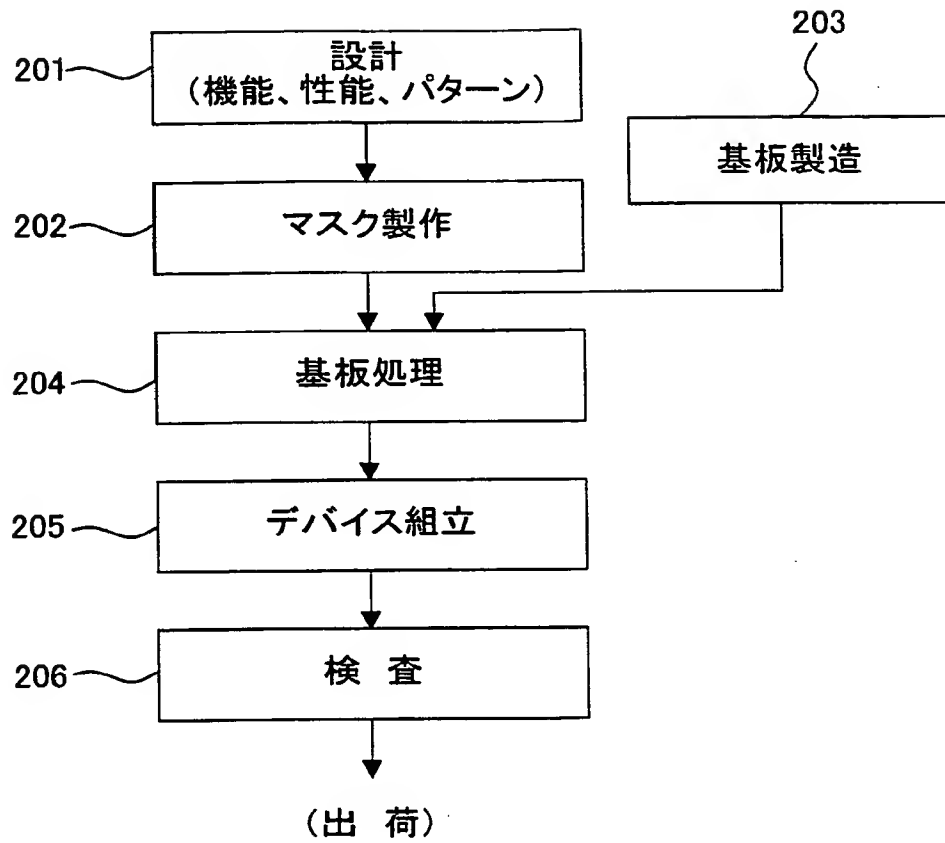 203
201
設計
(機能、性能、パターン)
基板製造
202
マスク製作
204
基板処理
205
デバイス組立
206
検 査
(出 荷)